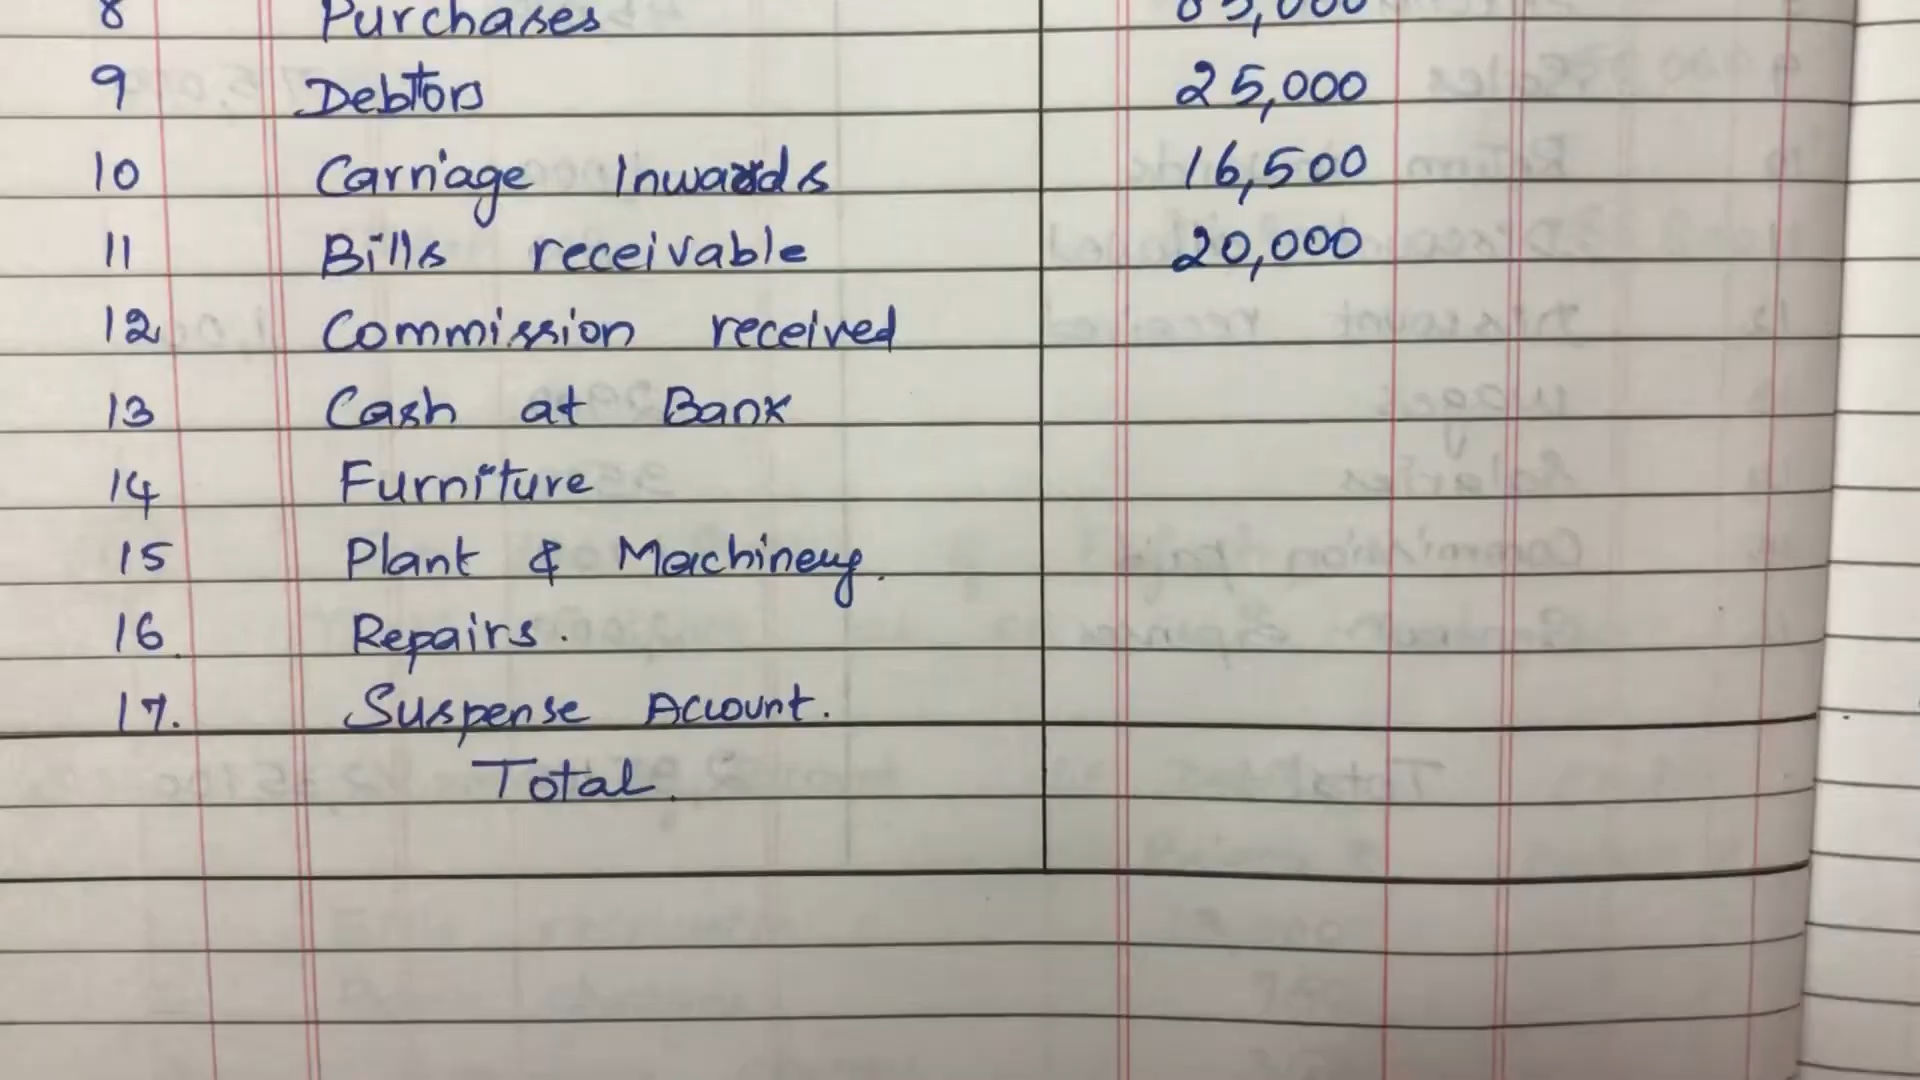 8 Purchases
9 Debtors 25,000
10 Carriage Inwards 16,500
11 Bills receivable 20,000
12 Commission received
13 Cash at Bank
14 Furniture
15 Plant & Machinery.
16. Repairs.
17. Suspense Account.
Total.